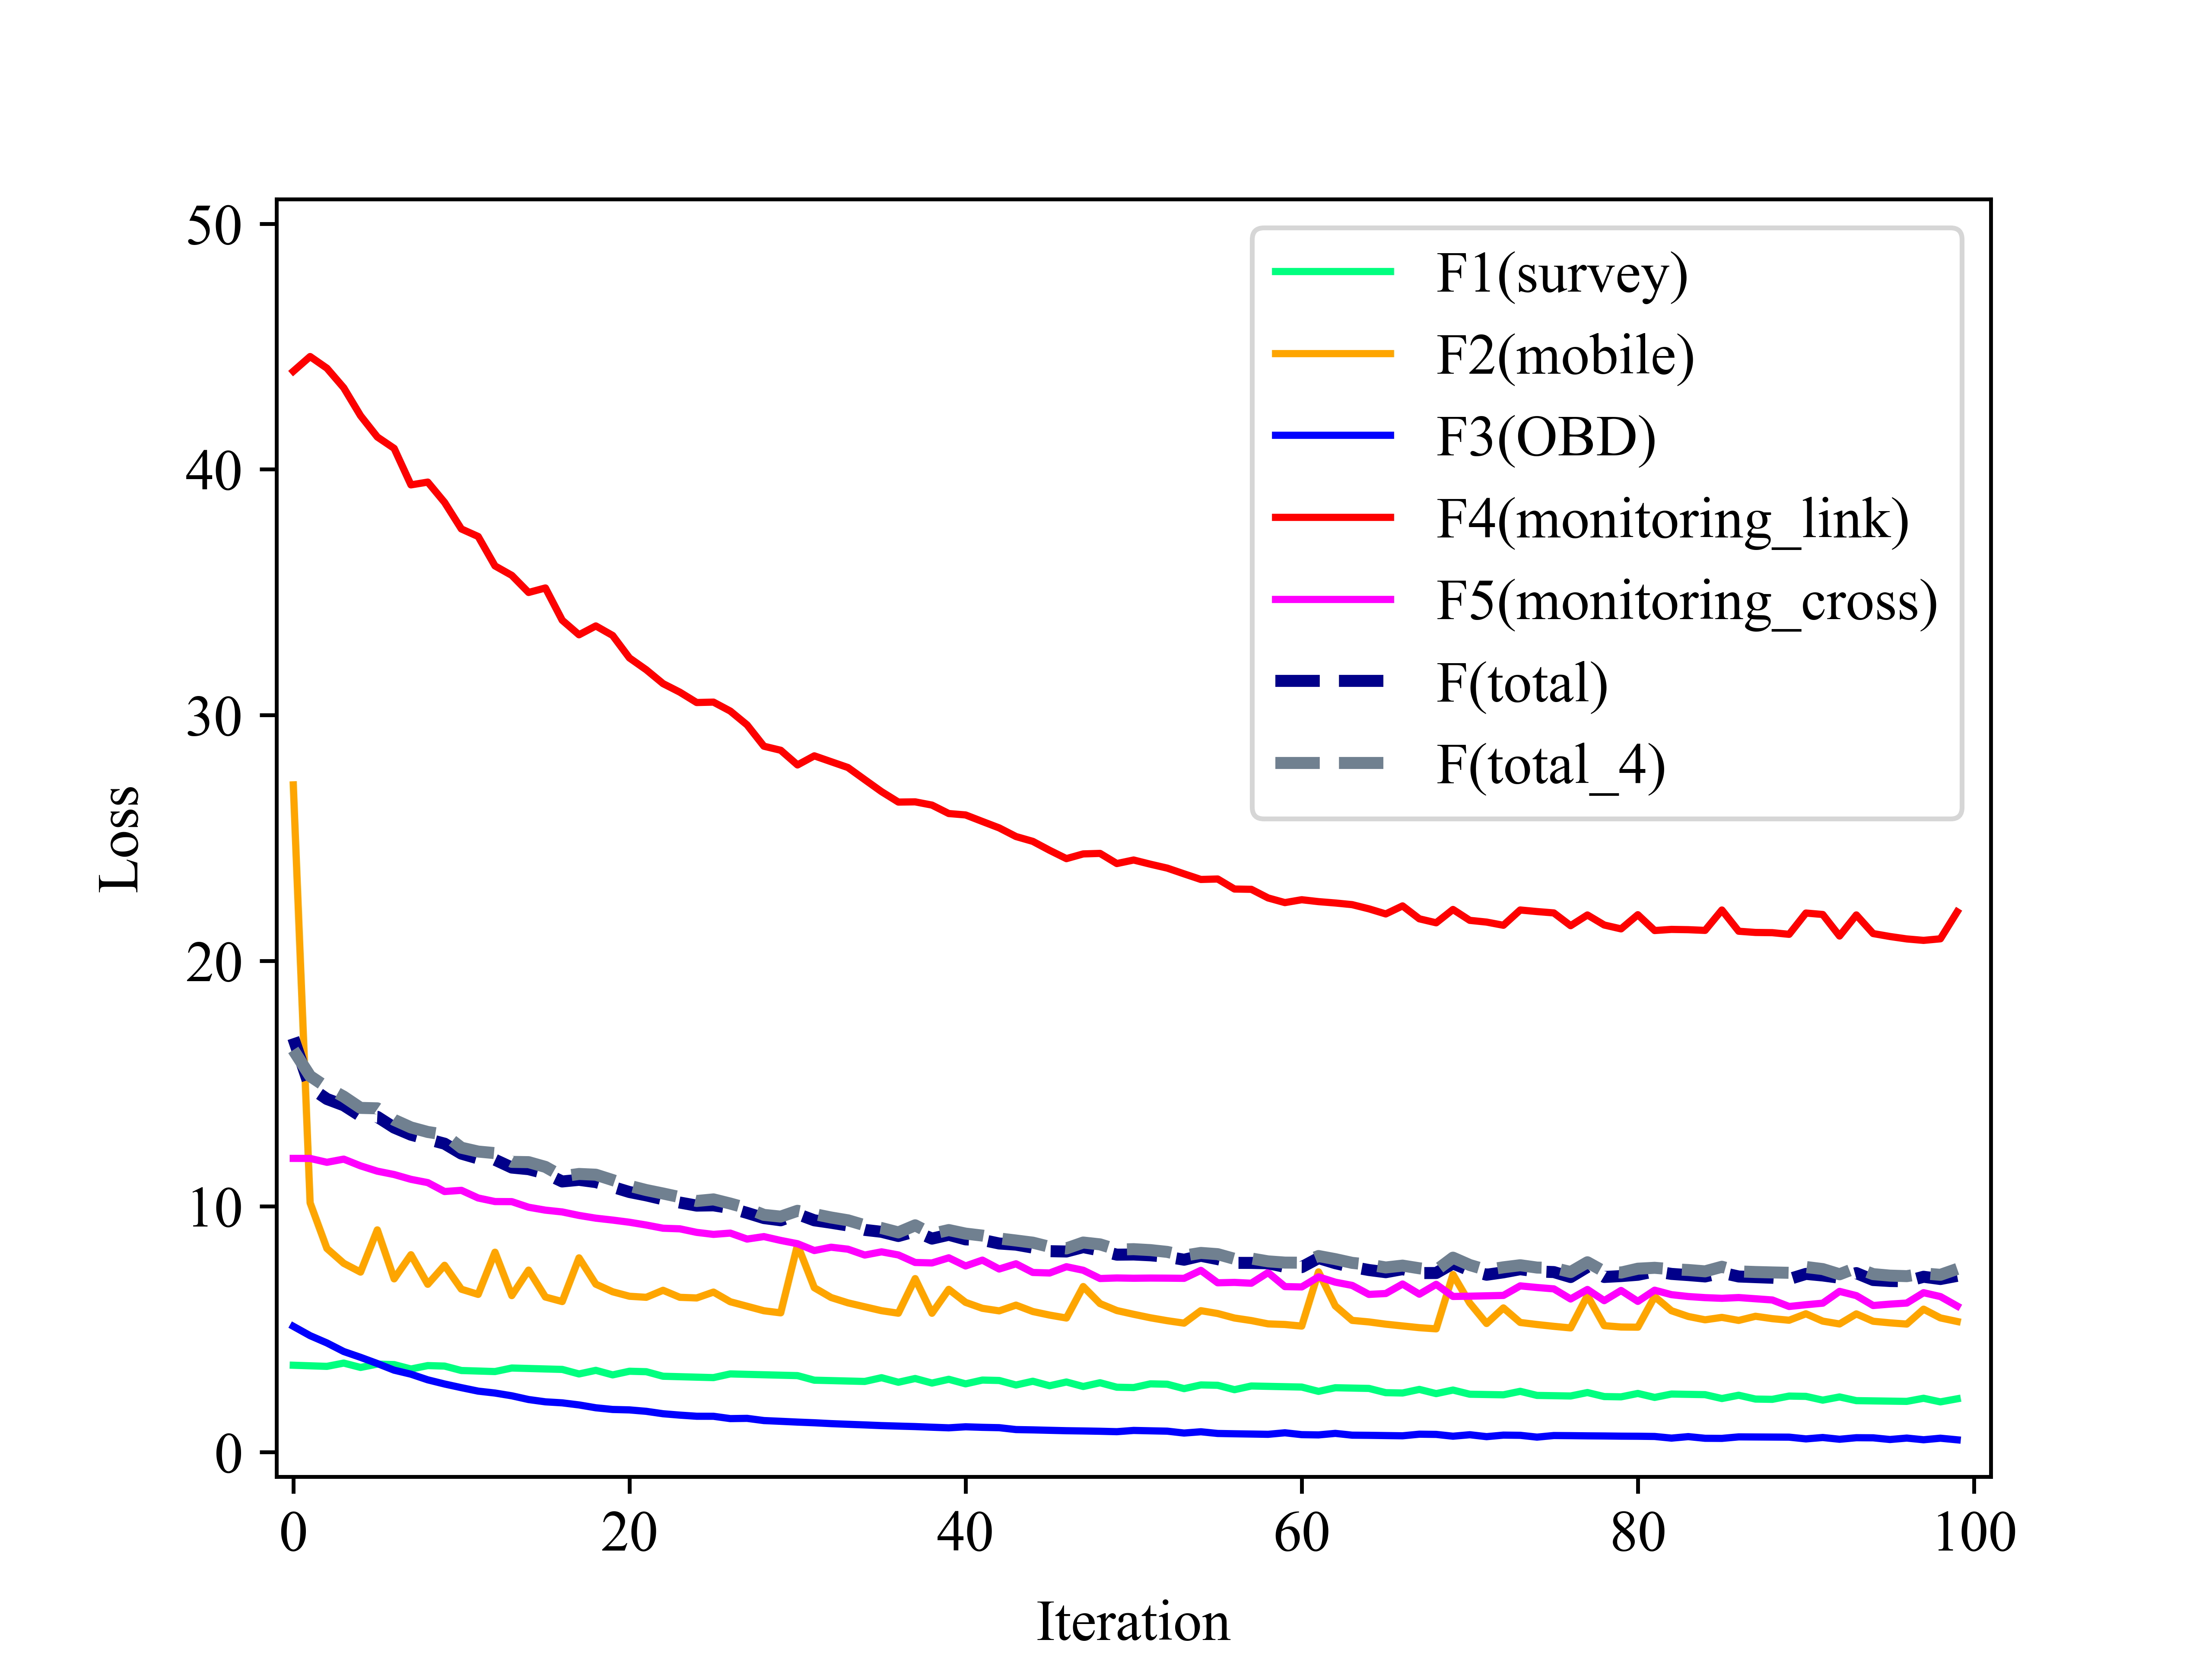 50
40
30
20
10
0
Loss
F1(survey)
F2(mobile)
F3(OBD)
F4(monitoring_link)
F5(monitoring_cross)
F(total)
F(total_4)
0 20 40 60 80 100
Iteration